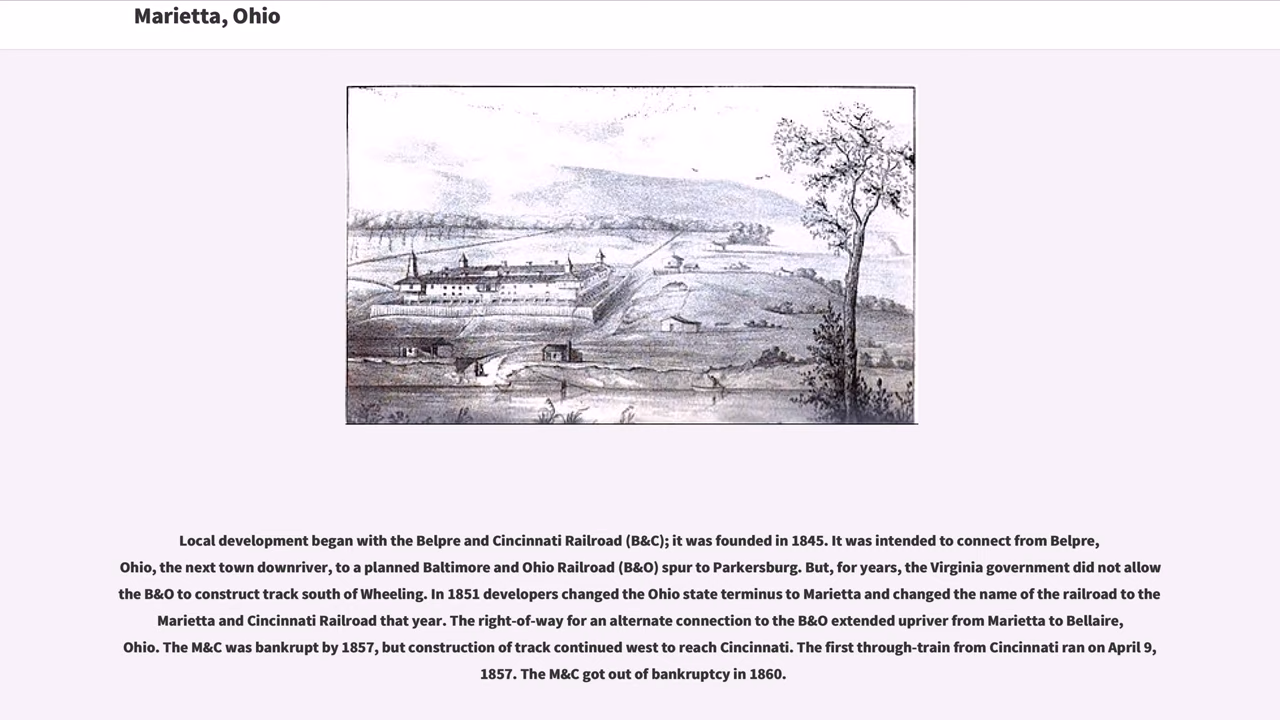 Marietta, Ohio
Local development began with the Belpre and Cincinnati Railroad (B&C); it was founded in 1845. It was intended to connect from Belpre,
Ohio, the next town downriver, to a planned Baltimore and Ohio Railroad (B&O) spur to Parkersburg. But, for years, the Virginia government did not allow
the B&O to construct track south of Wheeling. In 1851 developers changed the Ohio state terminus to Marietta and changed the name of the railroad to the
Marietta and Cincinnati Railroad that year. The right-of-way for an alternate connection to the B&O extended upriver from Marietta to Bellaire,
Ohio. The M&C was bankrupt by 1857, but construction of track continued west to reach Cincinnati. The first through-train from Cincinnati ran on April 9,
1857. The M&C got out of bankruptcy in 1860.